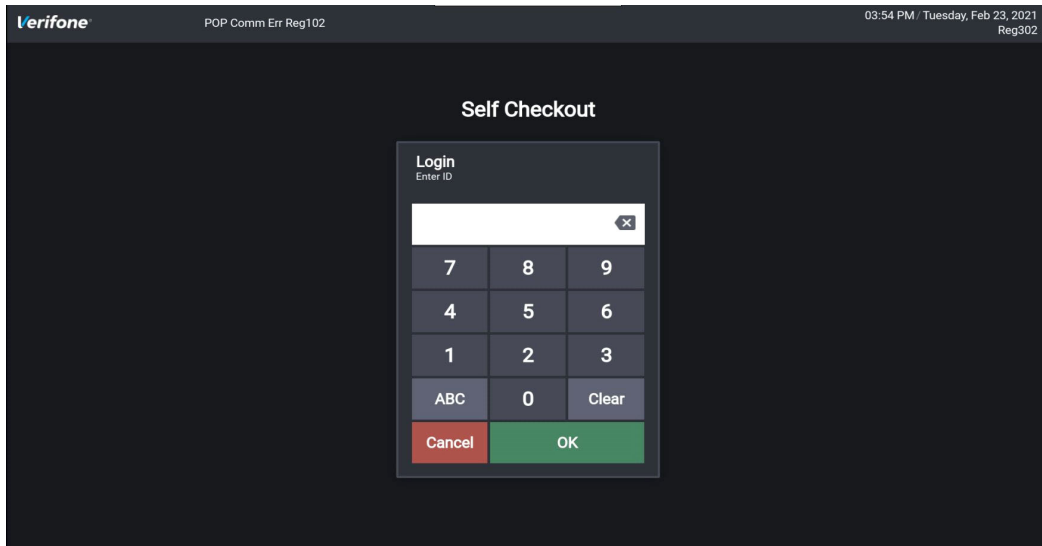 Verifone
POP Comm Err Reg102
03:54 PM / Tuesday, Feb 23, 2021
Reg302
Self Checkout
Login
Enter ID
7 8 9
4 5 6
1 2 3
ABC 0 Clear
Cancel OK